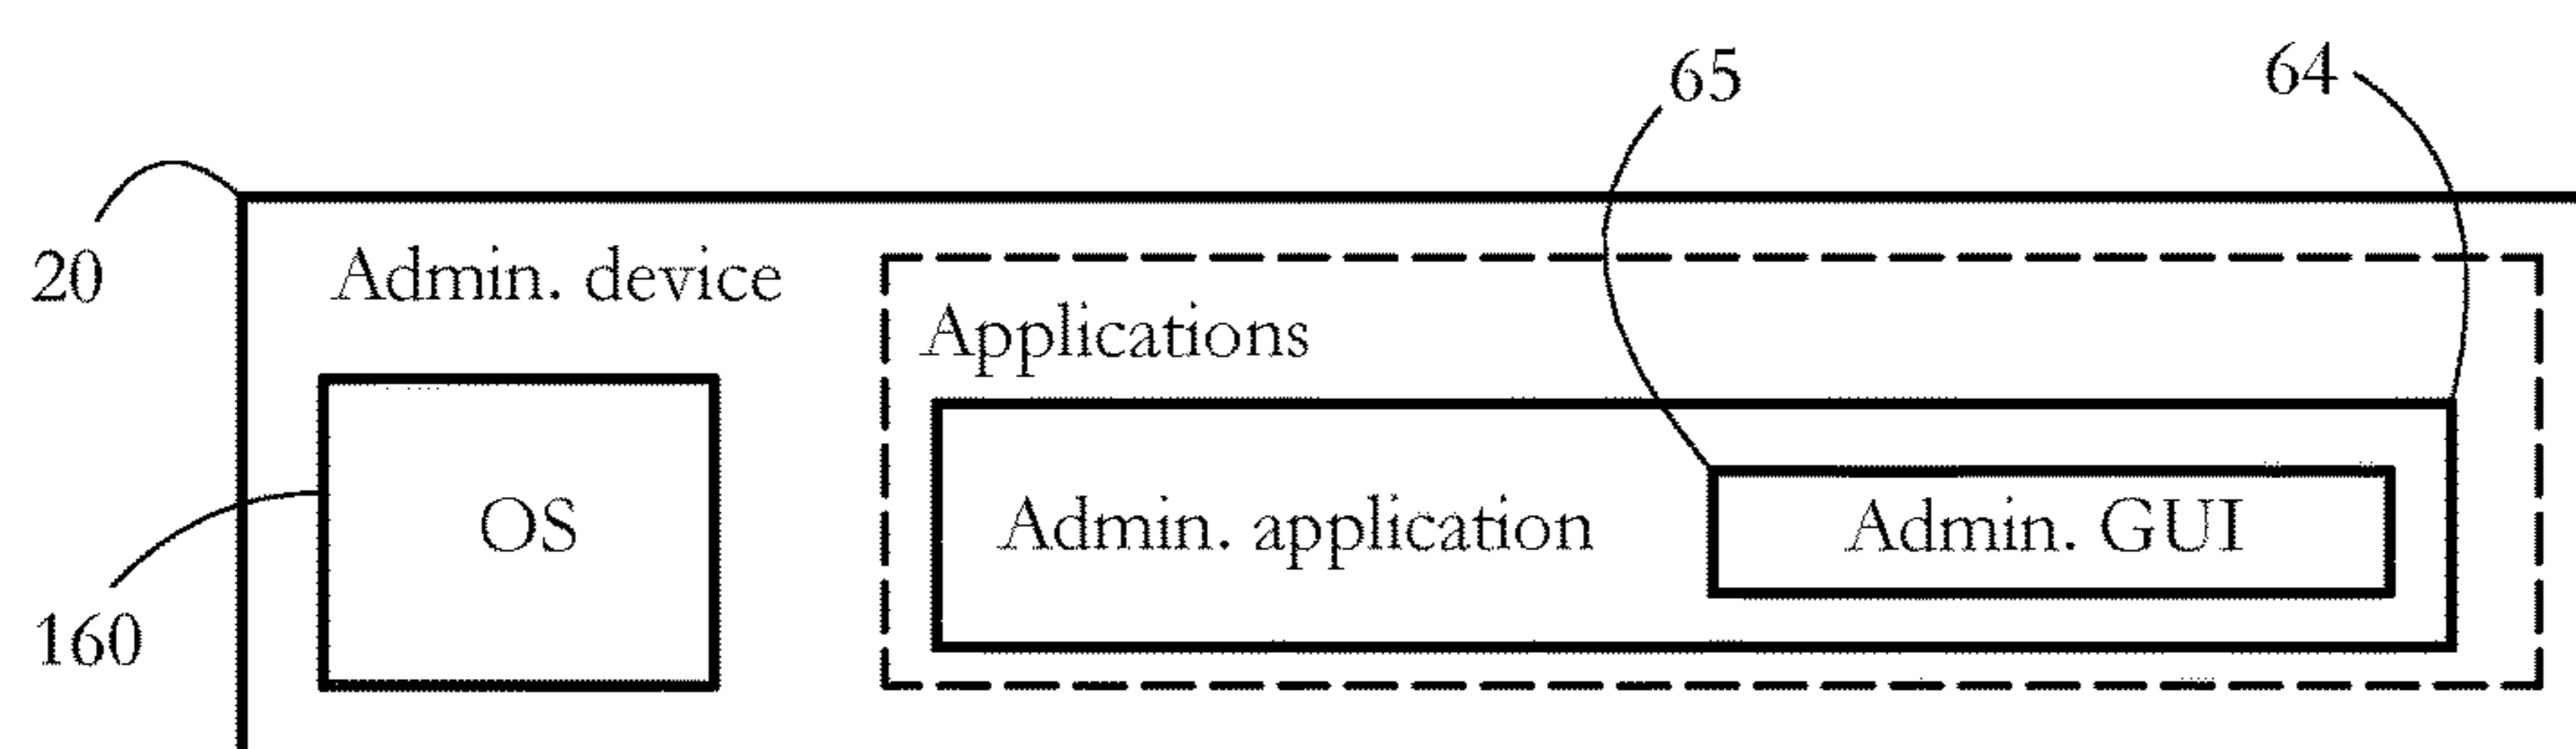 65
64
20
Admin. device
Applications
OS
Admin. application
Admin. GUI
160